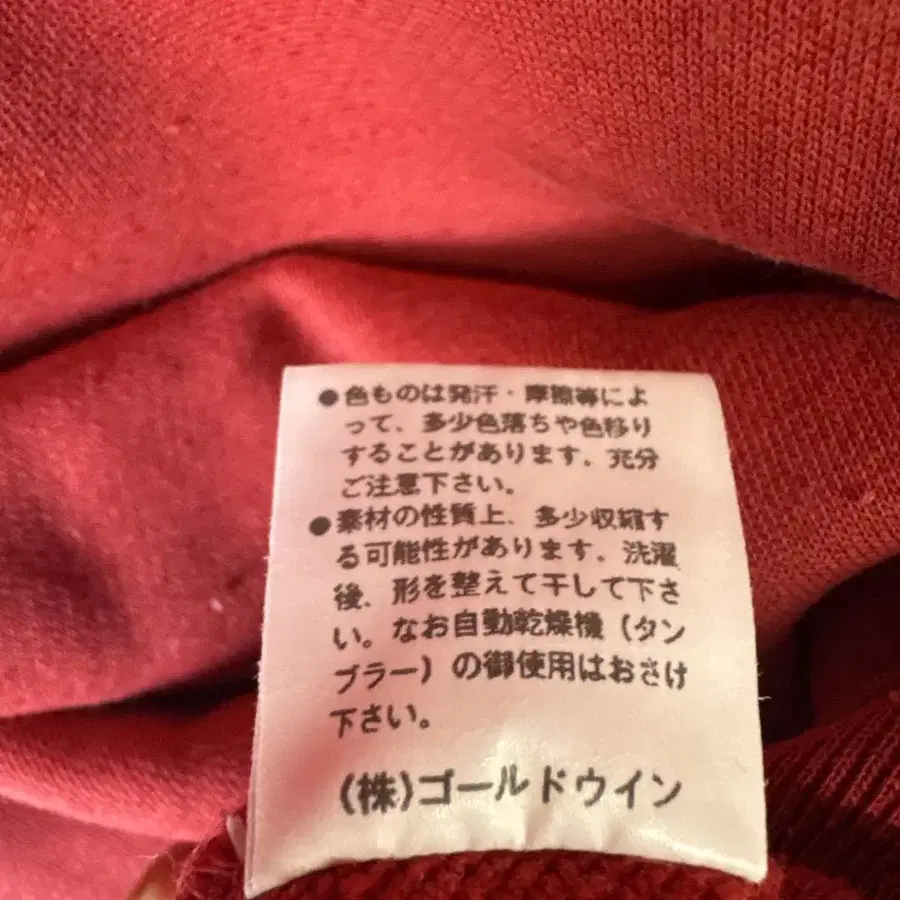 ●色ものは発汗・摩擦等によ
って、多少色落ちや色移り
することがあります。充分
ご注意下さい。
●素材の性質上、多少収縮す
る可能性があります。洗濯
後、形を整えて干して下さ
い。なお自動乾燥機（タン
ブラー）の御使用はおさけ
下さい。
(株)ゴールドウイン